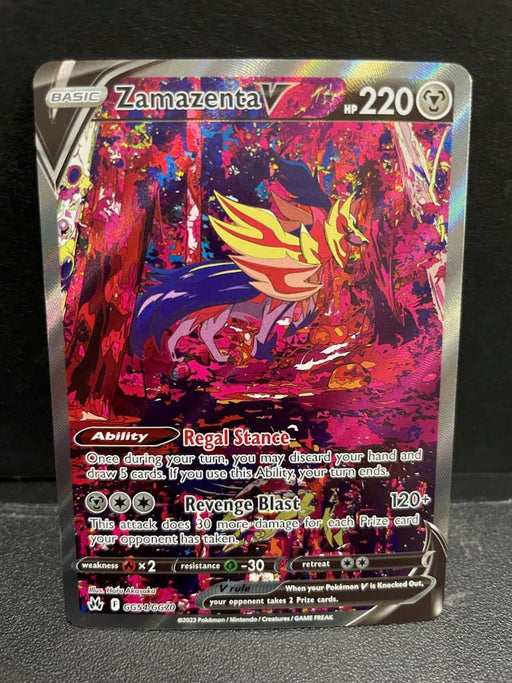 BASIC Zamazenta V HP 220
Ability Regal Stance
Once during your turn, you may discard your hand and
draw 5 cards. If you use this Ability, your turn ends.
Revenge Blast 120+
This attack does 30 more damage for each Prize card
your opponent has taken.
weakness ×2 resistance -30 retreat
Illus. Hufu Akasaka
V rule When your Pokémon V is Knocked Out,
your opponent takes 2 Prize cards.
F GG54/GG70
©2023 Pokémon / Nintendo / Creatures / GAME FREAK